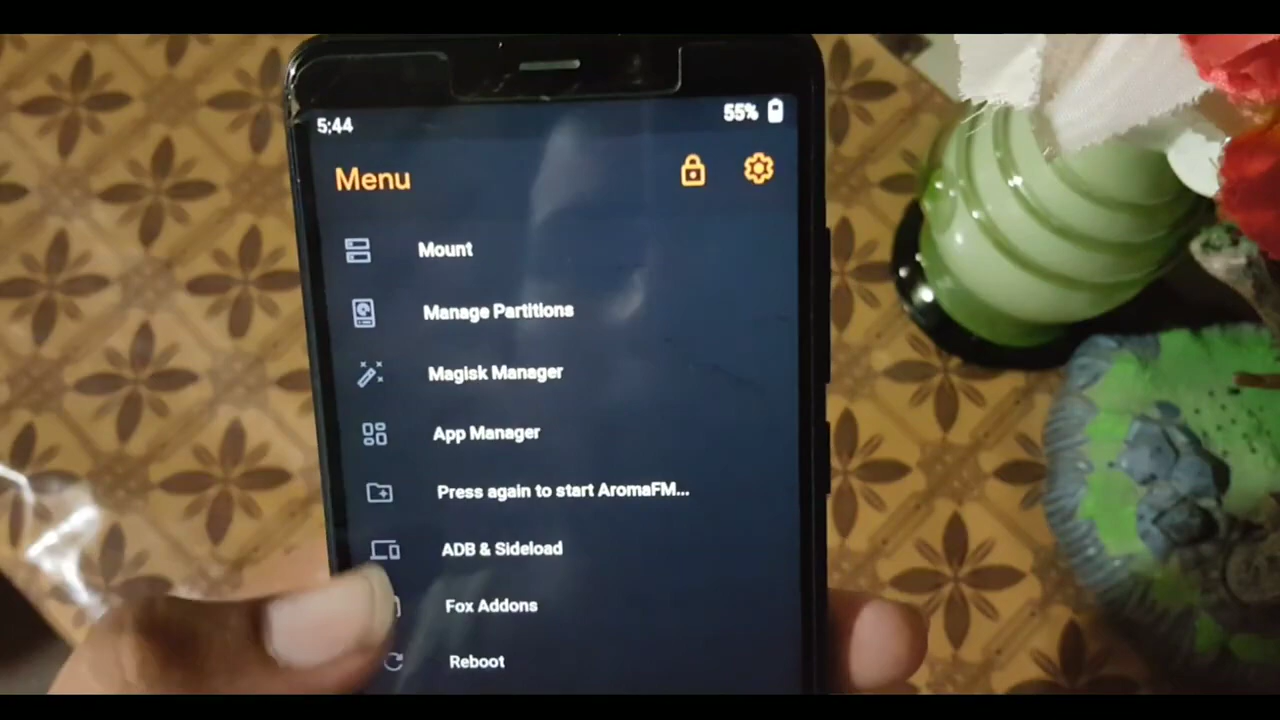 5:44
55%
Menu
Mount
Manage Partitions
Magisk Manager
App Manager
Press again to start AromaFM...
ADB & Sideload
Fox Addons
Reboot